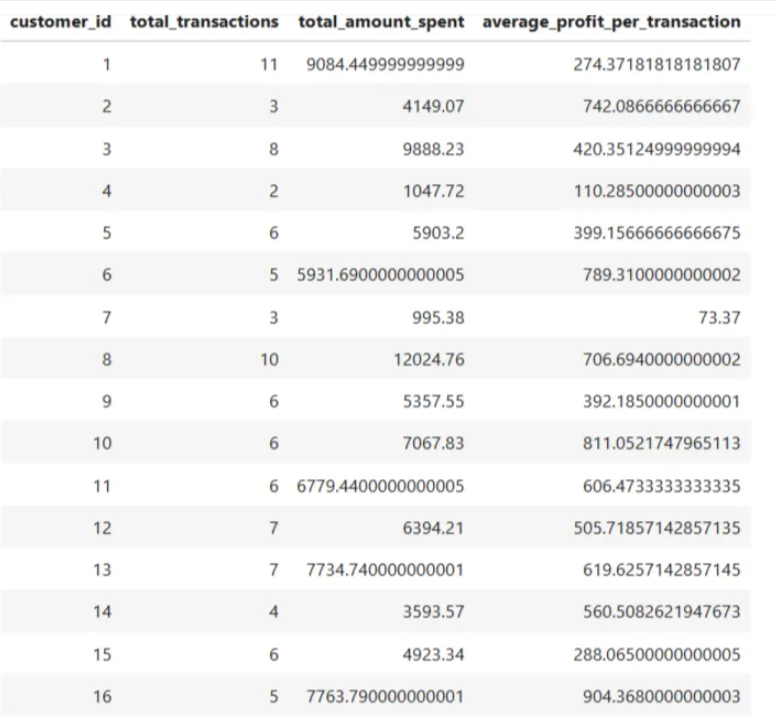 customer_id total_transactions total_amount_spent average_profit_per_transaction
1 11 9084.449999999999 274.37181818181807
2 3 4149.07 742.0866666666667
3 8 9888.23 420.35124999999994
4 2 1047.72 110.28500000000003
5 6 5903.2 399.15666666666675
6 5 5931.6900000000005 789.3100000000002
7 3 995.38 73.37
8 10 12024.76 706.6940000000002
9 6 5357.55 392.1850000000001
10 6 7067.83 811.0521747965113
11 6 6779.4400000000005 606.4733333333335
12 7 6394.21 505.71857142857135
13 7 7734.740000000001 619.6257142857145
14 4 3593.57 560.5082621947673
15 6 4923.34 288.06500000000005
16 5 7763.790000000001 904.3680000000003